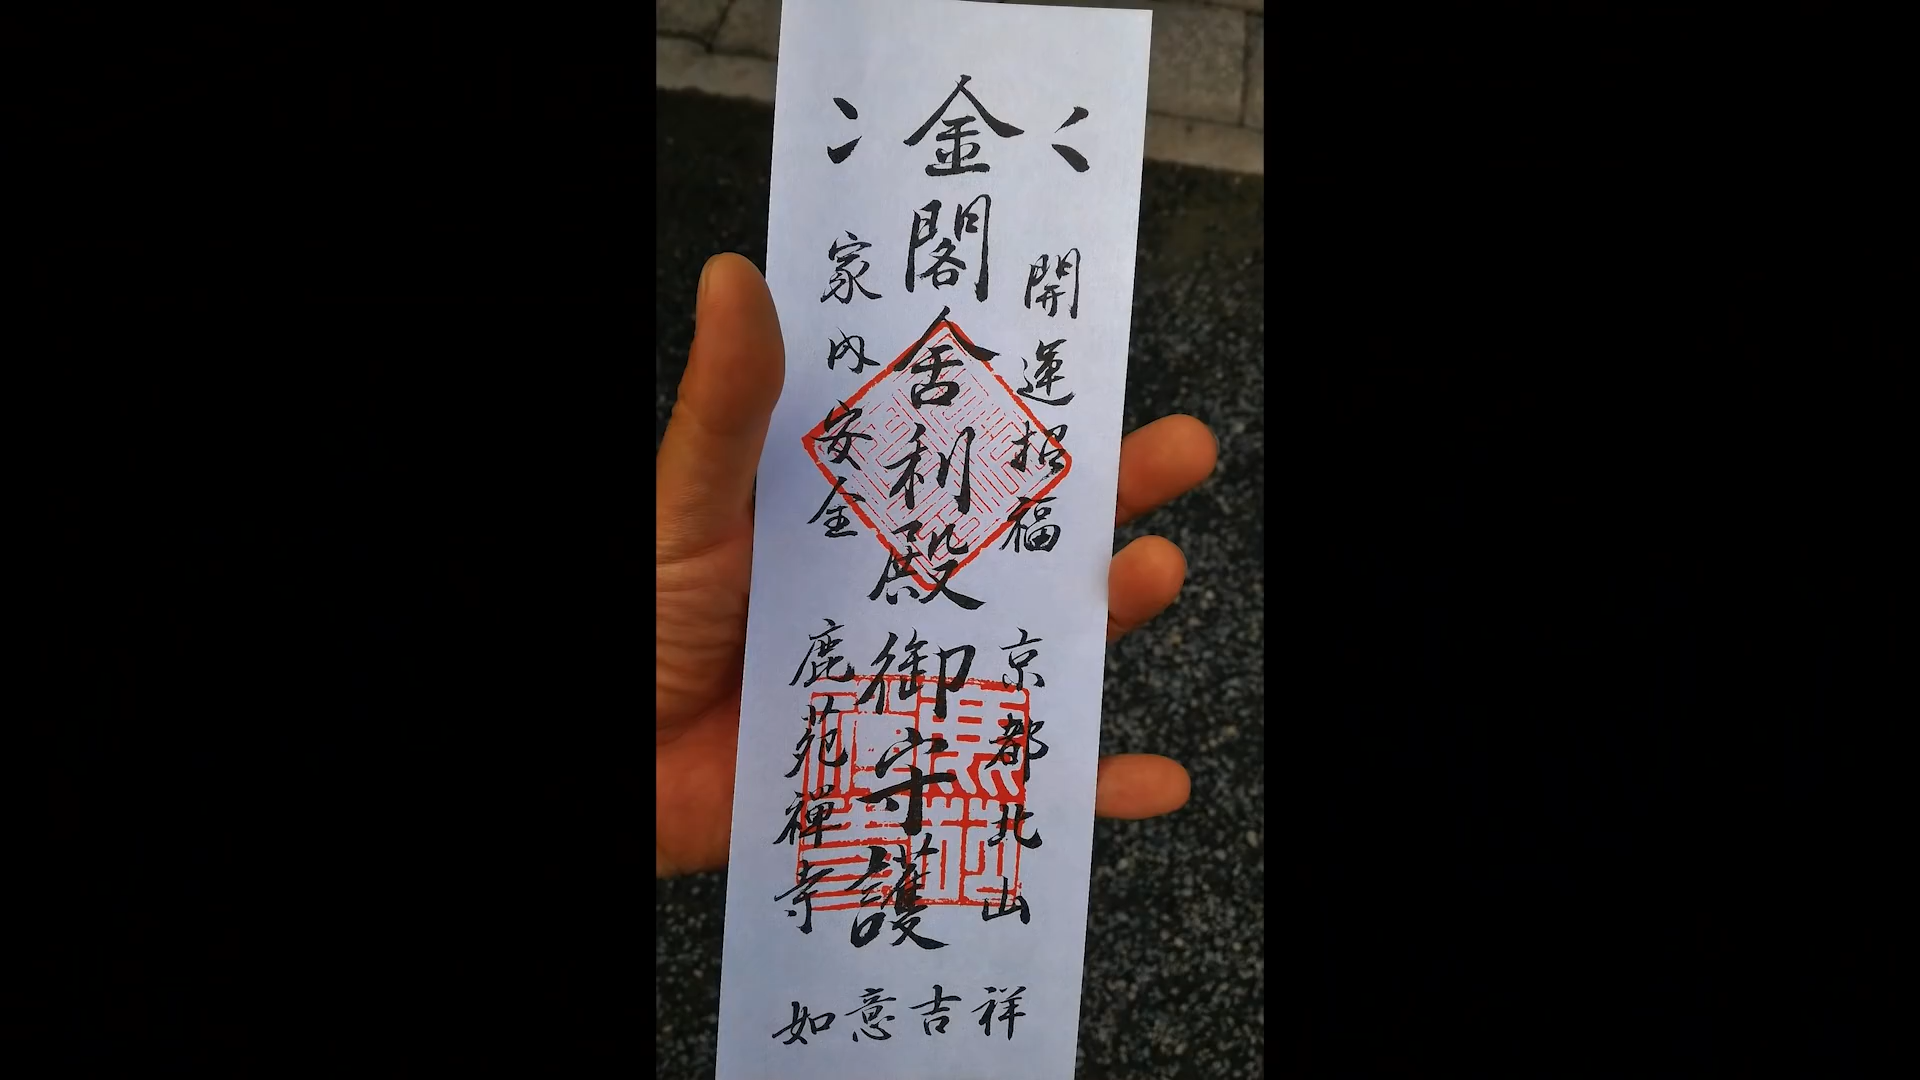 開運招福
京都北山
金閣舍利殿御守護
家内安全
鹿苑禅寺
如意吉祥